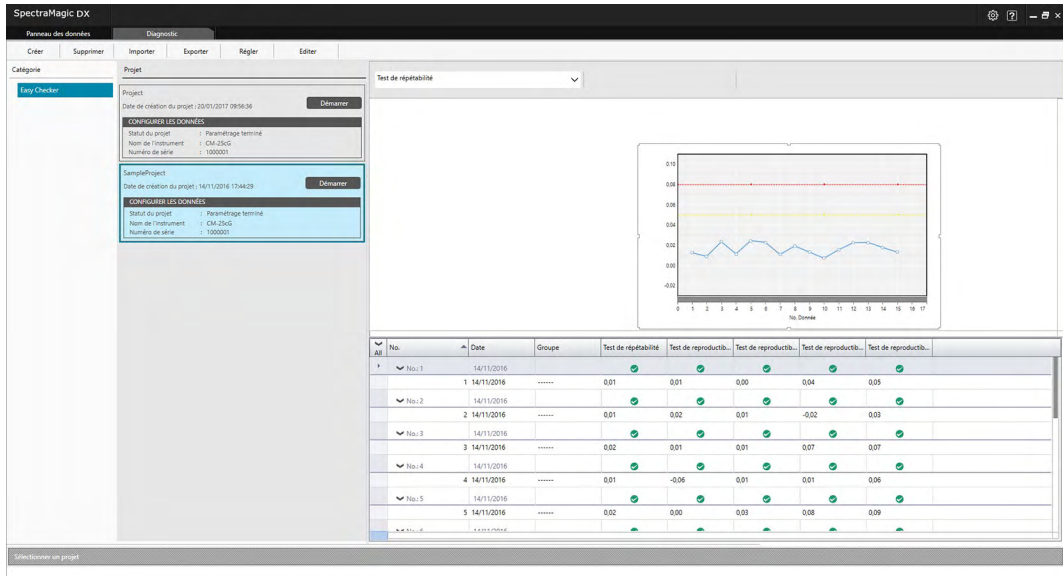 SpectraMagic DX
Panneau des données Diagnostic
Créer Supprimer Importer Exporter Régler Editer
Catégorie
Easy Checker
Projet
Project
Date de création du projet : 20/01/2017 09:56:36 Démarrer
CONFIGURER LES DONNÉES
Statut du projet : Paramétrage terminé
Nom de l'instrument : CM-25cG
Numéro de série : 1000001
SampleProject
Date de création du projet : 14/11/2016 17:44:29 Démarrer
CONFIGURER LES DONNÉES
Statut du projet : Paramétrage terminé
Nom de l'instrument : CM-25cG
Numéro de série : 1000001
Test de répétabilité
0.10
0.08
0.06
0.04
0.02
0.00
-0.02
0 1 2 3 4 5 6 7 8 9 10 11 12 13 14 15 16 17
No. Donnée
All No. Date Groupe Test de répétabilité Test de reproductib... Test de reproductib... Test de reproductib... Test de reproductib...
No.: 1 14/11/2016
1 14/11/2016 ------ 0,01 0,01 0,00 0,04 0,05
No.: 2 14/11/2016
2 14/11/2016 ------ 0,01 0,02 0,01 -0,02 0,03
No.: 3 14/11/2016
3 14/11/2016 ------ 0,02 0,01 0,01 0,07 0,07
No.: 4 14/11/2016
4 14/11/2016 ------ 0,01 -0,06 0,01 0,01 0,06
No.: 5 14/11/2016
5 14/11/2016 ------ 0,02 0,00 0,03 0,08 0,09
Sélectionner un projet